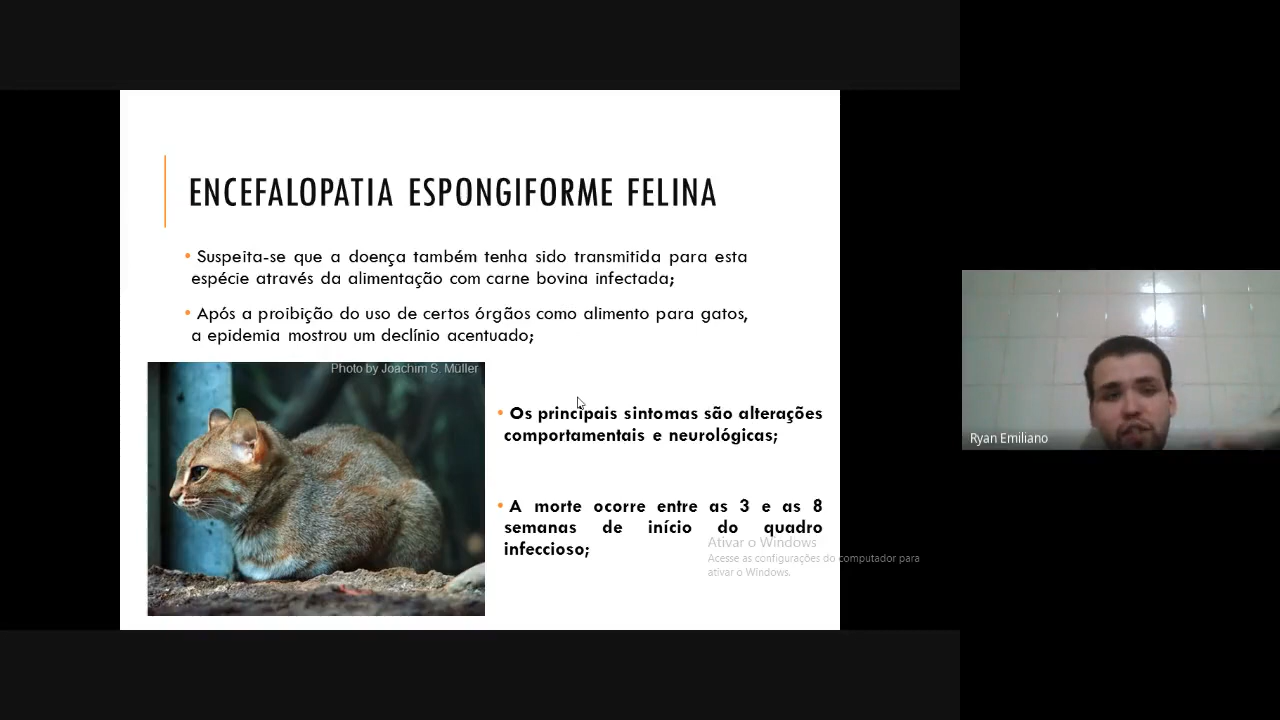 ENCEFALOPATIA ESPONGIFORME FELINA
• Suspeita-se que a doença também tenha sido transmitida para esta
espécie através da alimentação com carne bovina infectada;
• Após a proibição do uso de certos órgãos como alimento para gatos,
a epidemia mostrou um declínio acentuado;
Photo by Joachim S. Müller
• Os principais sintomas são alterações
comportamentais e neurológicas;
• A morte ocorre entre as 3 e as 8
semanas de início do quadro
infeccioso;
Ativar o Windows
Acesse as configurações do computador para
ativar o Windows.
Ryan Emiliano